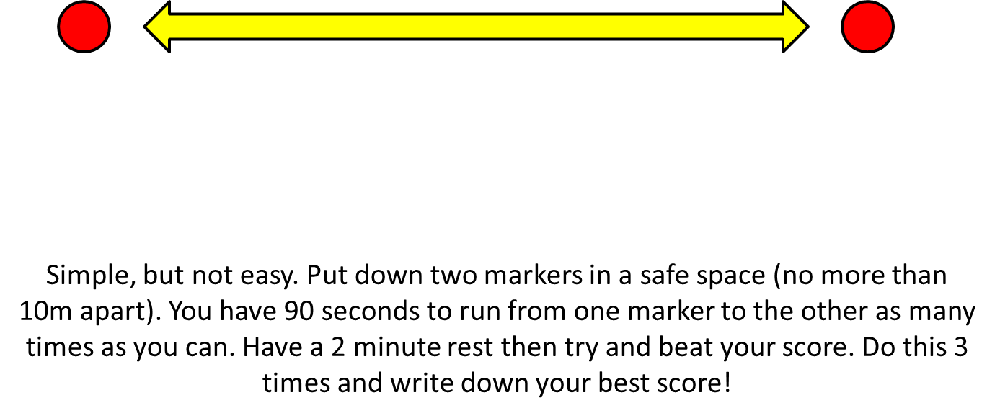 Simple, but not easy. Put down two markers in a safe space (no more than
10m apart). You have 90 seconds to run from one marker to the other as many
times as you can. Have a 2 minute rest then try and beat your score. Do this 3
times and write down your best score!